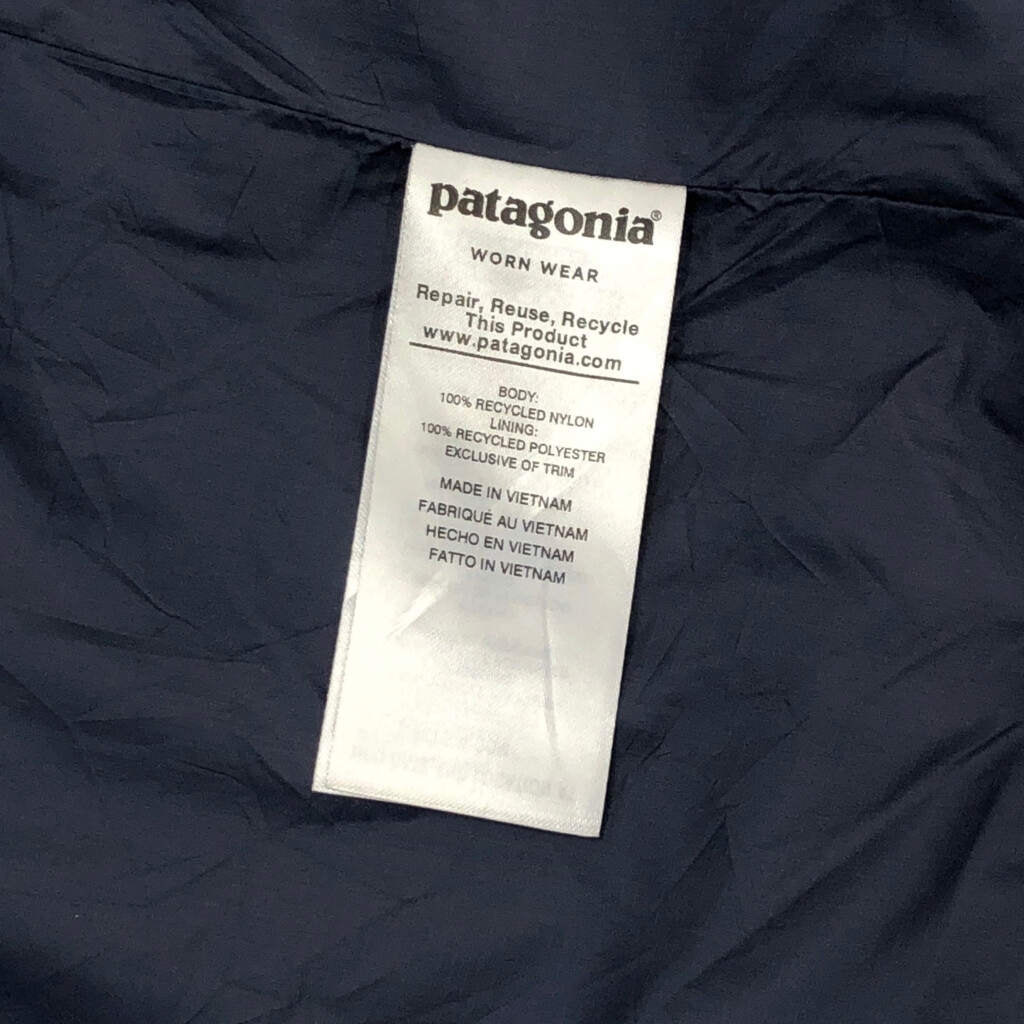 patagonia®
WORN WEAR
Repair, Reuse, Recycle
This Product
www.patagonia.com
BODY:
100% RECYCLED NYLON
LINING:
100% RECYCLED POLYESTER
EXCLUSIVE OF TRIM
MADE IN VIETNAM
FABRIQUÉ AU VIETNAM
HECHO EN VIETNAM
FATTO IN VIETNAM